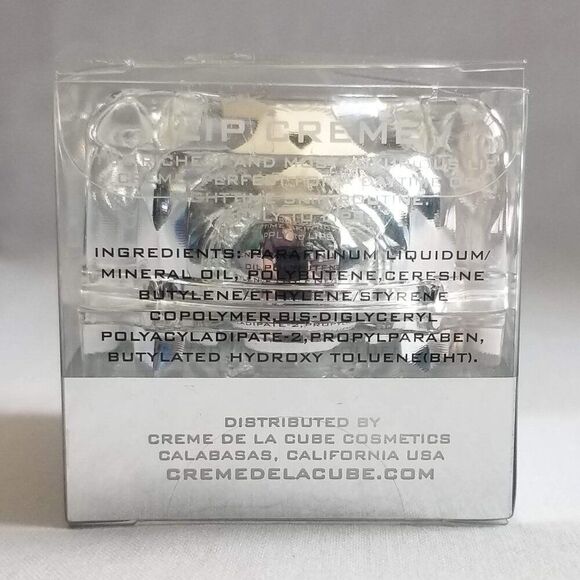 LIP CREME
INGREDIENTS: PARAFFINUM LIQUIDUM/
MINERAL OIL, POLYBUTENE,CERESINE
BUTYLENE/ETHYLENE/STYRENE
COPOLYMER,BIS-DIGLYCERYL
POLYACYLADIPATE-2,PROPYLPARABEN,
BUTYLATED HYDROXY TOLUENE(BHT).
DISTRIBUTED BY
CREME DE LA CUBE COSMETICS
CALABASAS, CALIFORNIA USA
CREMEDELACUBE.COM